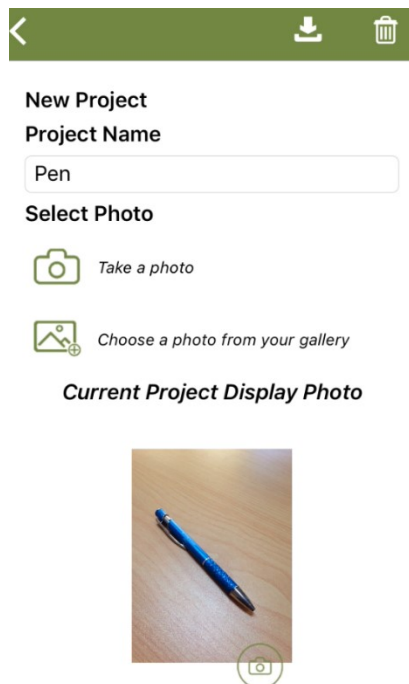 New Project
Project Name
Pen
Select Photo
Take a photo
Choose a photo from your gallery
Current Project Display Photo